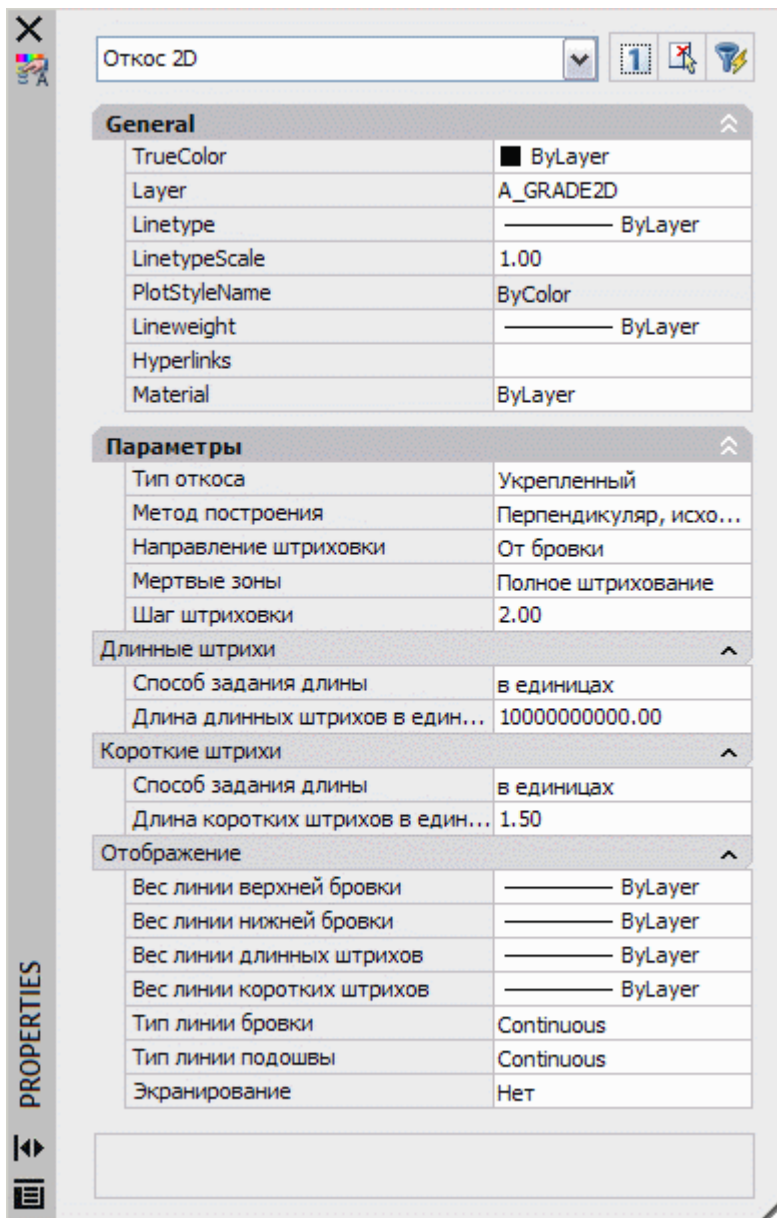 Откос 2D
1
General
TrueColor ByLayer
Layer A_GRADE2D
Linetype ByLayer
LinetypeScale 1.00
PlotStyleName ByColor
Lineweight ByLayer
Hyperlinks
Material ByLayer
Параметры
Тип откоса Укрепленный
Метод построения Перпендикуляр, исхо...
Направление штриховки От бровки
Мертвые зоны Полное штрихование
Шаг штриховки 2.00
Длинные штрихи
Способ задания длины в единицах
Длина длинных штрихов в един... 10000000000.00
Короткие штрихи
Способ задания длины в единицах
Длина коротких штрихов в един... 1.50
Отображение
Вес линии верхней бровки ByLayer
Вес линии нижней бровки ByLayer
Вес линии длинных штрихов ByLayer
Вес линии коротких штрихов ByLayer
Тип линии бровки Continuous
Тип линии подошвы Continuous
Экранирование Нет
PROPERTIES